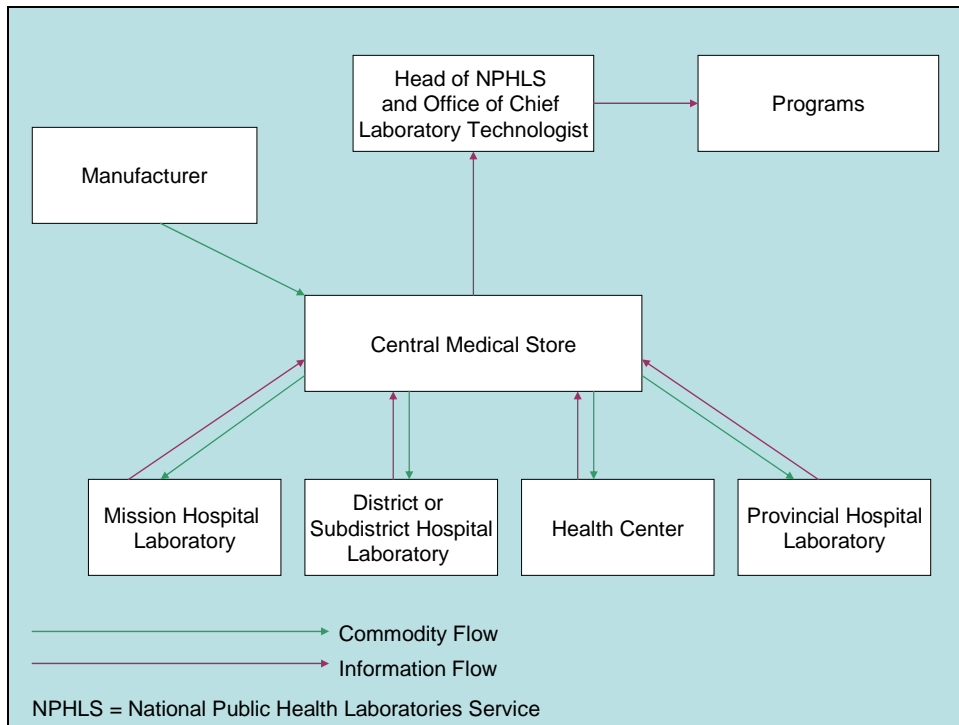 Head of NPHLS
and Office of Chief
Laboratory Technologist
Programs
Manufacturer
Central Medical Store
Mission Hospital
Laboratory
District or
Subdistrict Hospital
Laboratory
Health Center
Provincial Hospital
Laboratory
Commodity Flow
Information Flow
NPHLS = National Public Health Laboratories Service